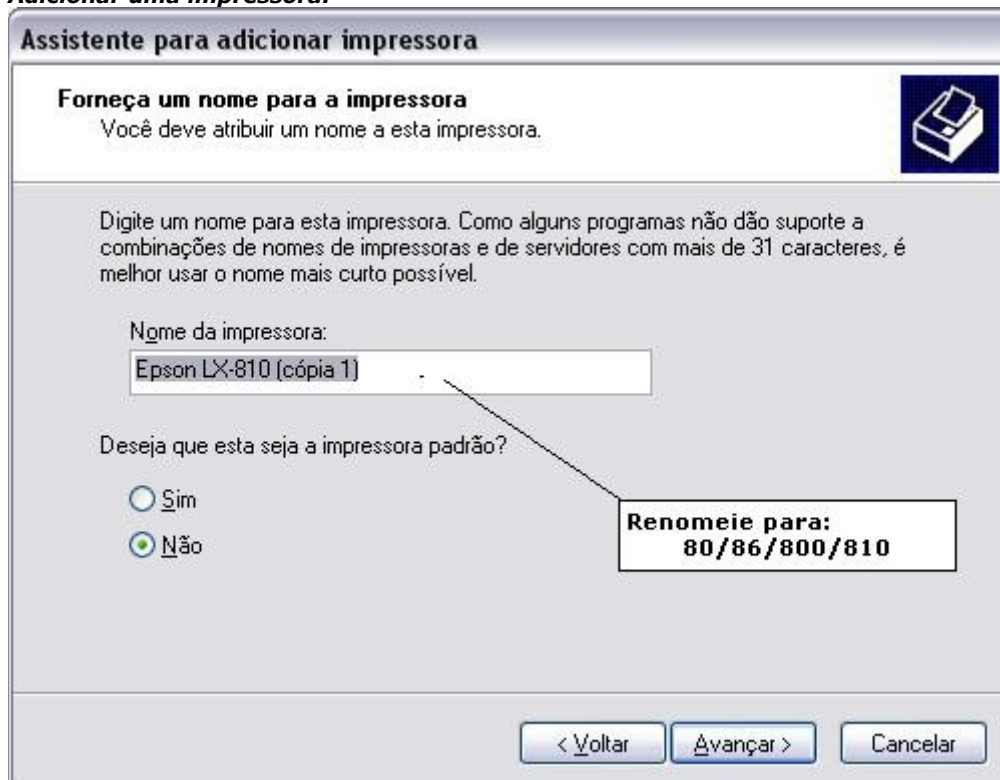 Adicionar uma impressora.
Assistente para adicionar impressora
Forneça um nome para a impressora
Você deve atribuir um nome a esta impressora.
Digite um nome para esta impressora. Como alguns programas não dão suporte a
combinações de nomes de impressoras e de servidores com mais de 31 caracteres, é
melhor usar o nome mais curto possível.
Nome da impressora:
Epson LX-810 (cópia 1)
Deseja que esta seja a impressora padrão?
Sim
Não
Renomeie para:
80/86/800/810
< Voltar
Avançar >
Cancelar